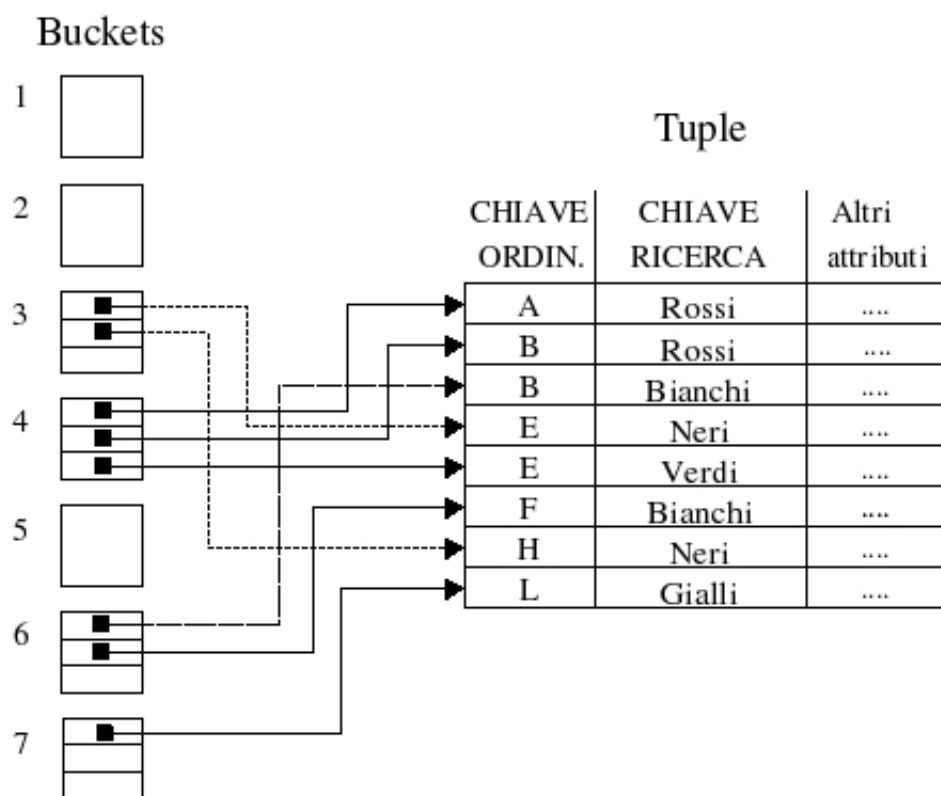 Buckets
1
2
3
4
5
6
7
Tuple
CHIAVE ORDIN. CHIAVE RICERCA Altri attributi
A Rossi ....
B Rossi ....
B Bianchi ....
E Neri ....
E Verdi ....
F Bianchi ....
H Neri ....
L Gialli ....